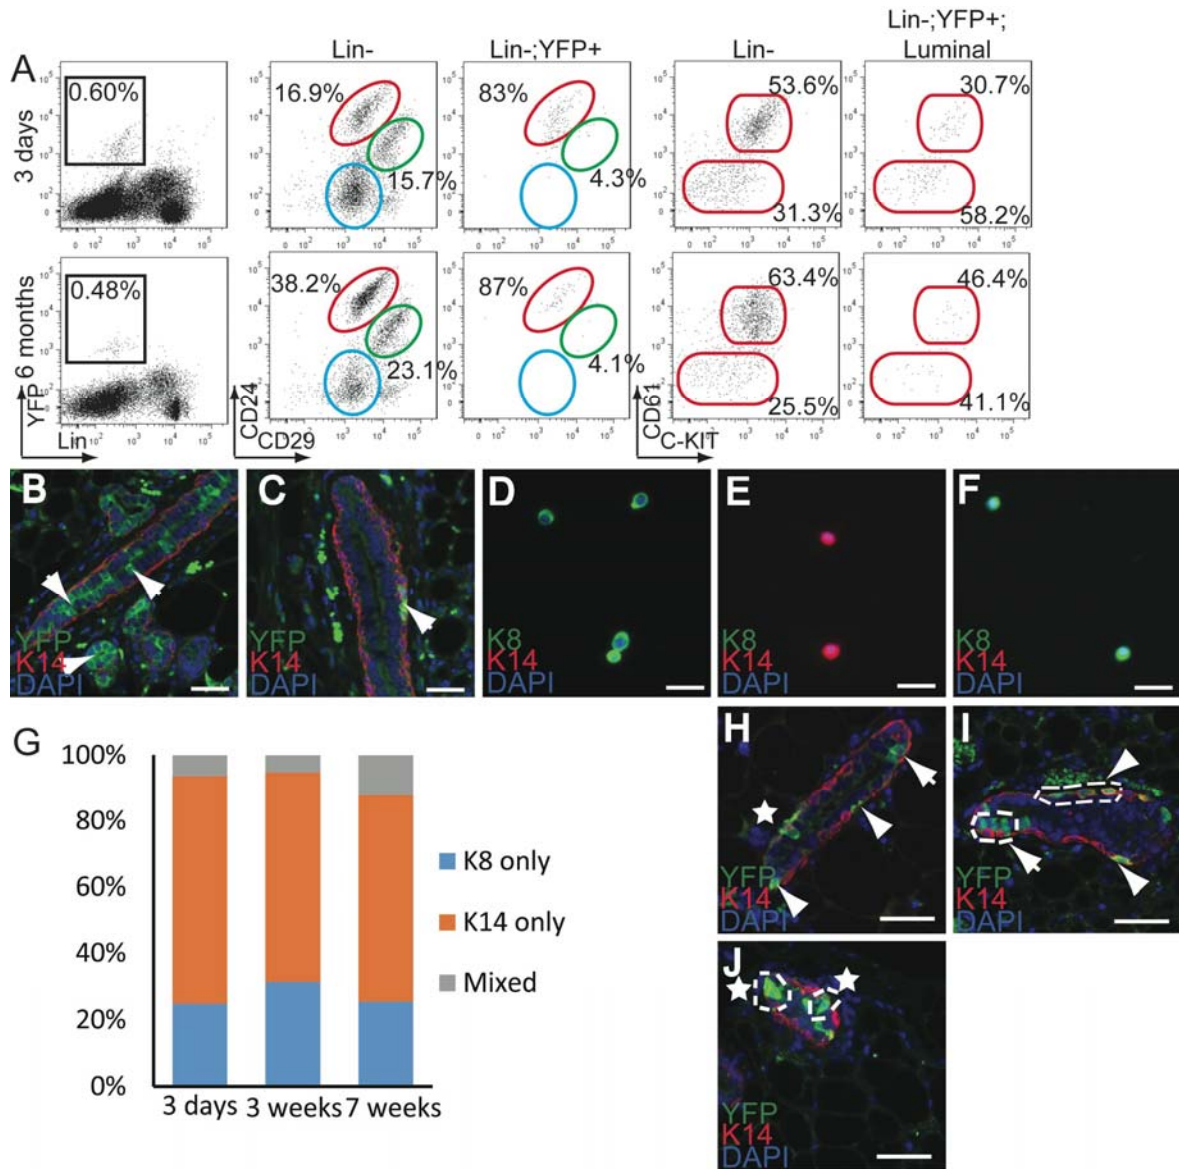 Lin-;YFP+;
Lin- Lin-;YFP+ Lin- Luminal
A
3 days
0.60%
16.9%
15.7%
83%
4.3%
53.6%
31.3%
30.7%
58.2%
6 months
0.48%
38.2%
23.1%
87%
4.1%
63.4%
25.5%
46.4%
41.1%
YFP
Lin
CD24
CD29
CD61
C-KIT
B
YFP
K14
DAPI
C
YFP
K14
DAPI
D
K8
K14
DAPI
E
K8
K14
DAPI
F
K8
K14
DAPI
G
100%
80%
60%
40%
20%
0%
3 days 3 weeks 7 weeks
K8 only
K14 only
Mixed
H
YFP
K14
DAPI
I
YFP
K14
DAPI
J
YFP
K14
DAPI